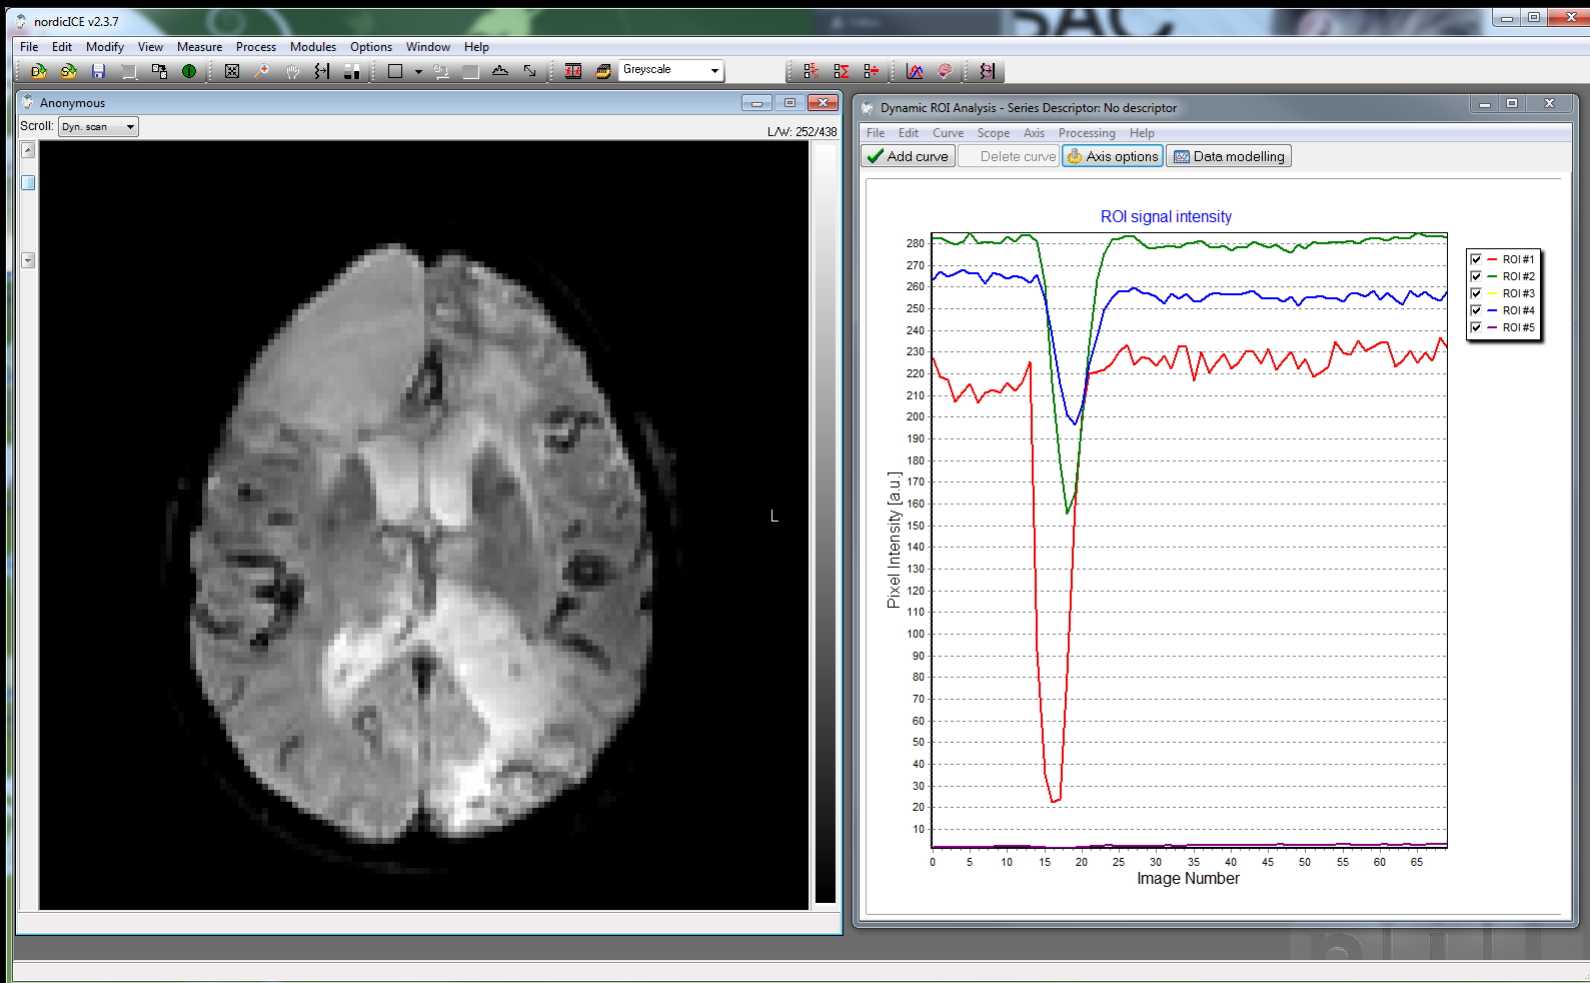 nordicICE v2.3.7
File Edit Modify View Measure Process Modules Options Window Help
Greyscale
Anonymous
Scroll: Dyn. scan
L/W: 252/438
L
Dynamic ROI Analysis - Series Descriptor: No descriptor
File Edit Curve Scope Axis Processing Help
Add curve Delete curve Axis options Data modelling
ROI signal intensity
280
270
260
250
240
230
220
210
200
190
180
170
160
150
140
130
120
110
100
90
80
70
60
50
40
30
20
10
Pixel Intensity [a.u.]
0 5 10 15 20 25 30 35 40 45 50 55 60 65
Image Number
ROI #1
ROI #2
ROI #3
ROI #4
ROI #5